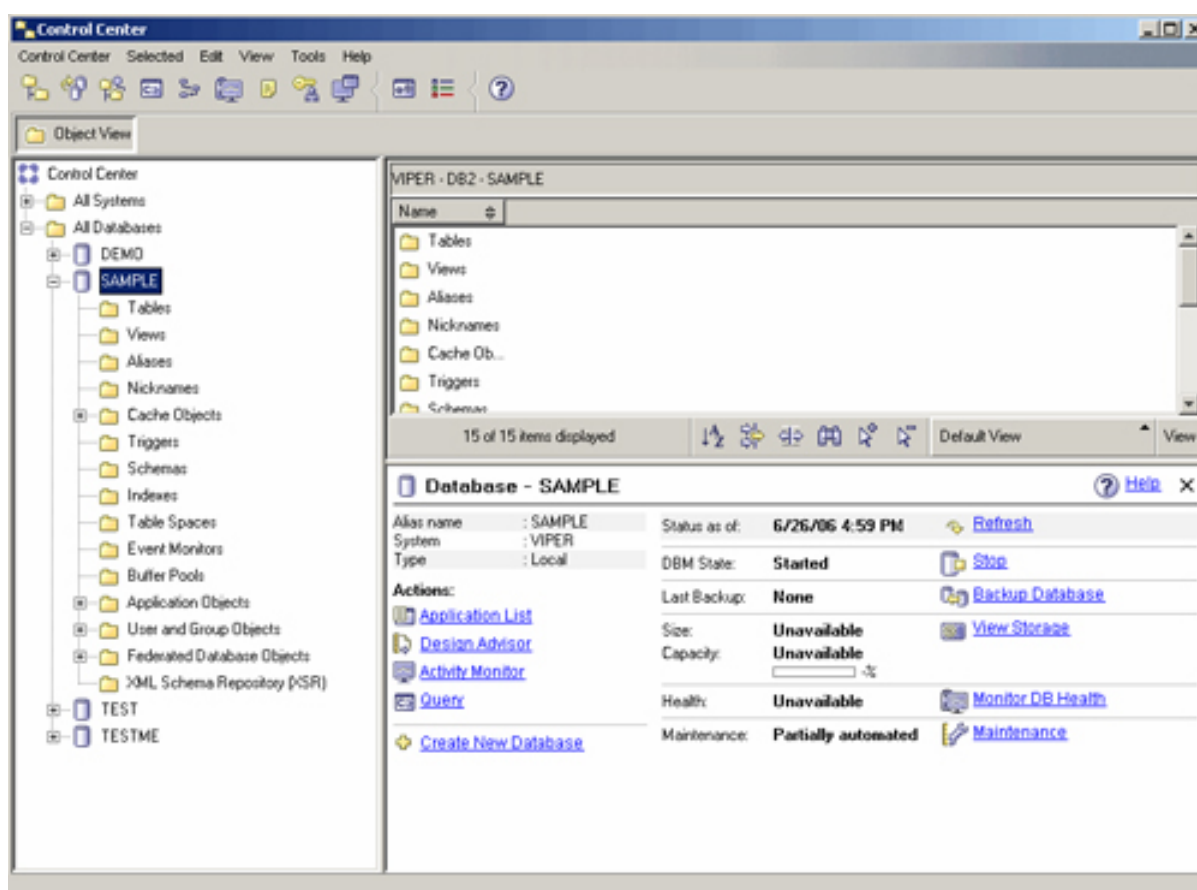 Control Center
Control Center Selected Edit View Tools Help
Object View
Control Center
All Systems
All Databases
DEMO
SAMPLE
Tables
Views
Aliases
Nicknames
Cache Objects
Triggers
Schemas
Indexes
Table Spaces
Event Monitors
Buffer Pools
Application Objects
User and Group Objects
Federated Database Objects
XML Schema Repository (XSR)
TEST
TESTME
VIPER - DB2 - SAMPLE
Name
Tables
Views
Aliases
Nicknames
Cache Ob...
Triggers
Schemas
15 of 15 items displayed Default View View
Database - SAMPLE Help
Alias name : SAMPLE
System : VIPER
Type : Local
Actions:
Application List
Design Advisor
Activity Monitor
Query
Create New Database
Status as of: 6/26/06 4:59 PM Refresh
DBM State: Started Stop
Last Backup: None Backup Database
Size: Unavailable View Storage
Capacity: Unavailable
-%
Health: Unavailable Monitor DB Health
Maintenance: Partially automated Maintenance